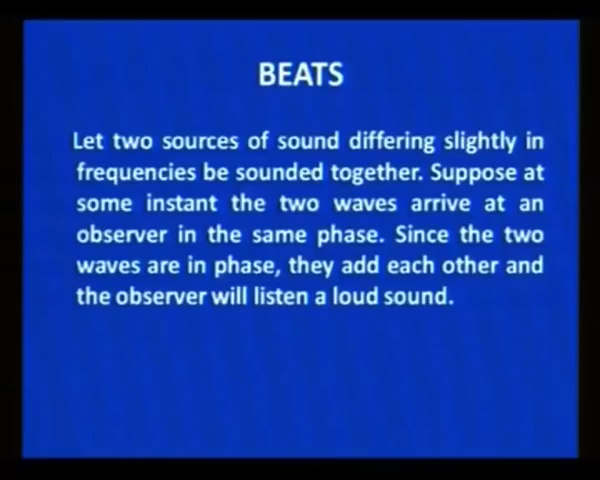 BEATS
Let two sources of sound differing slightly in
frequencies be sounded together. Suppose at
some instant the two waves arrive at an
observer in the same phase. Since the two
waves are in phase, they add each other and
the observer will listen a loud sound.